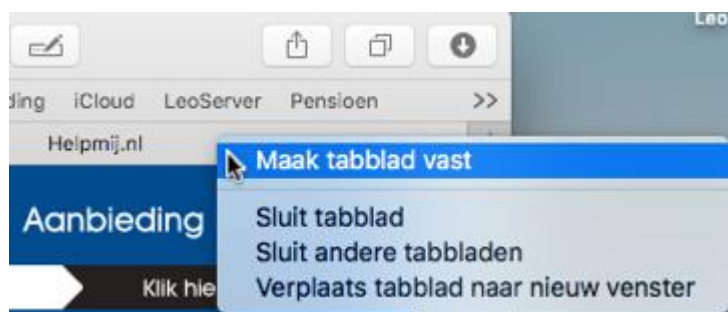 Leo
iCloud LeoServer Pensioen >>
Helpmij.nl
Maak tabblad vast
Aanbieding
Sluit tabblad
Sluit andere tabbladen
Klik hie
Verplaats tabblad naar nieuw venster